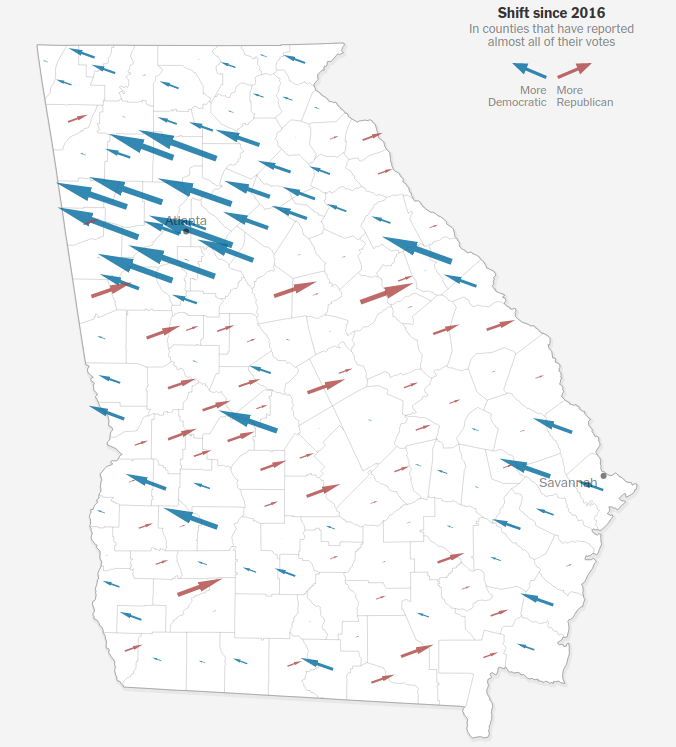 Shift since 2016
In counties that have reported
almost all of their votes
More
Democratic
More
Republican
Atlanta
Savannah